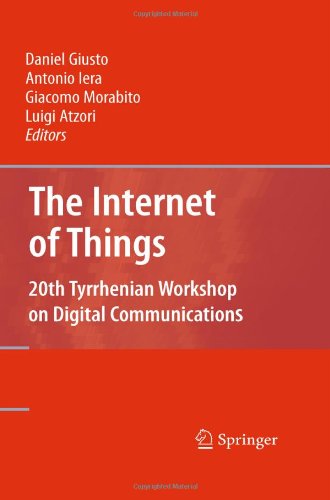 Daniel Giusto
Antonio Iera
Giacomo Morabito
Luigi Atzori
Editors
The Internet
of Things
20th Tyrrhenian Workshop
on Digital Communications
Springer